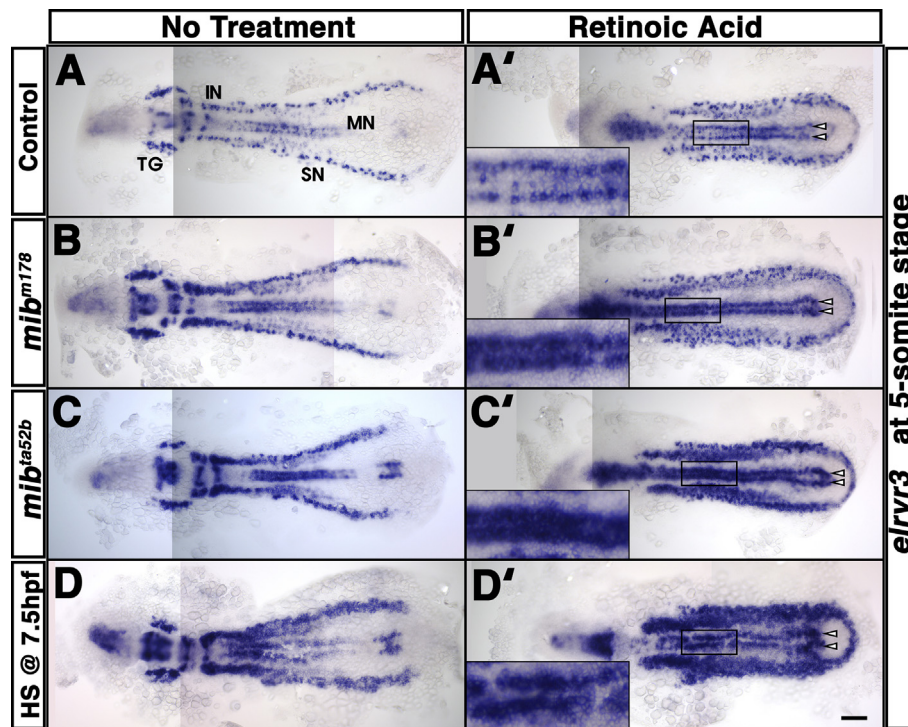 No Treatment
Retinoic Acid
Control
A
IN
MN
TG
SN
A′
mib^m178
B
B′
mib^ta52b
C
C′
HS @ 7.5hpf
D
D′
elrvr3 at 5-somite stage